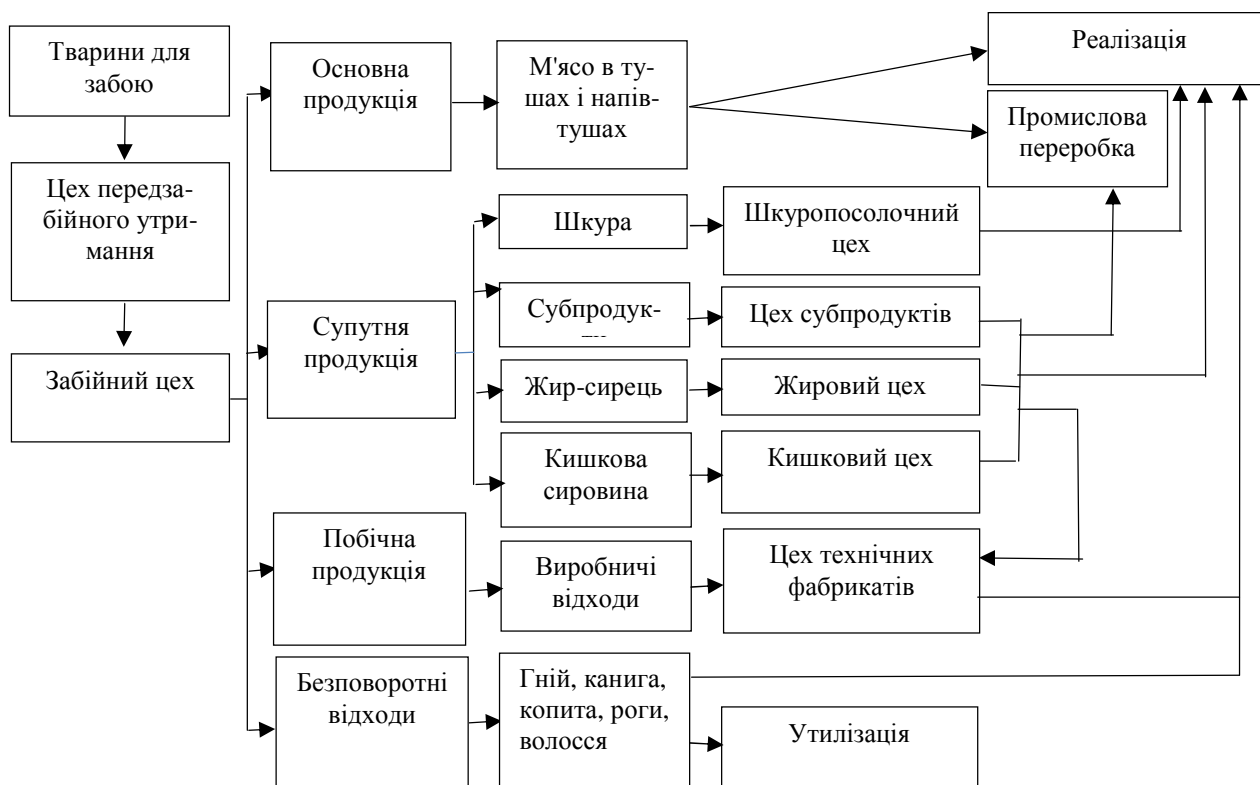 Тварини для
забою
Цех передза-
бійного утри-
мання
Забійний цех
Основна
продукція
М'ясо в ту-
шах і напів-
тушах
Реалізація
Промислова
переробка
Супутня
продукція
Шкура
Шкуропосолочний
цех
Субпродук-
ти
Цех субпродуктів
Жир-сирець
Жировий цех
Кишкова
сировина
Кишковий цех
Побічна
продукція
Виробничі
відходи
Цех технічних
фабрикатів
Безповоротні
відходи
Гній, канига,
копита, роги,
волосся
Утилізація